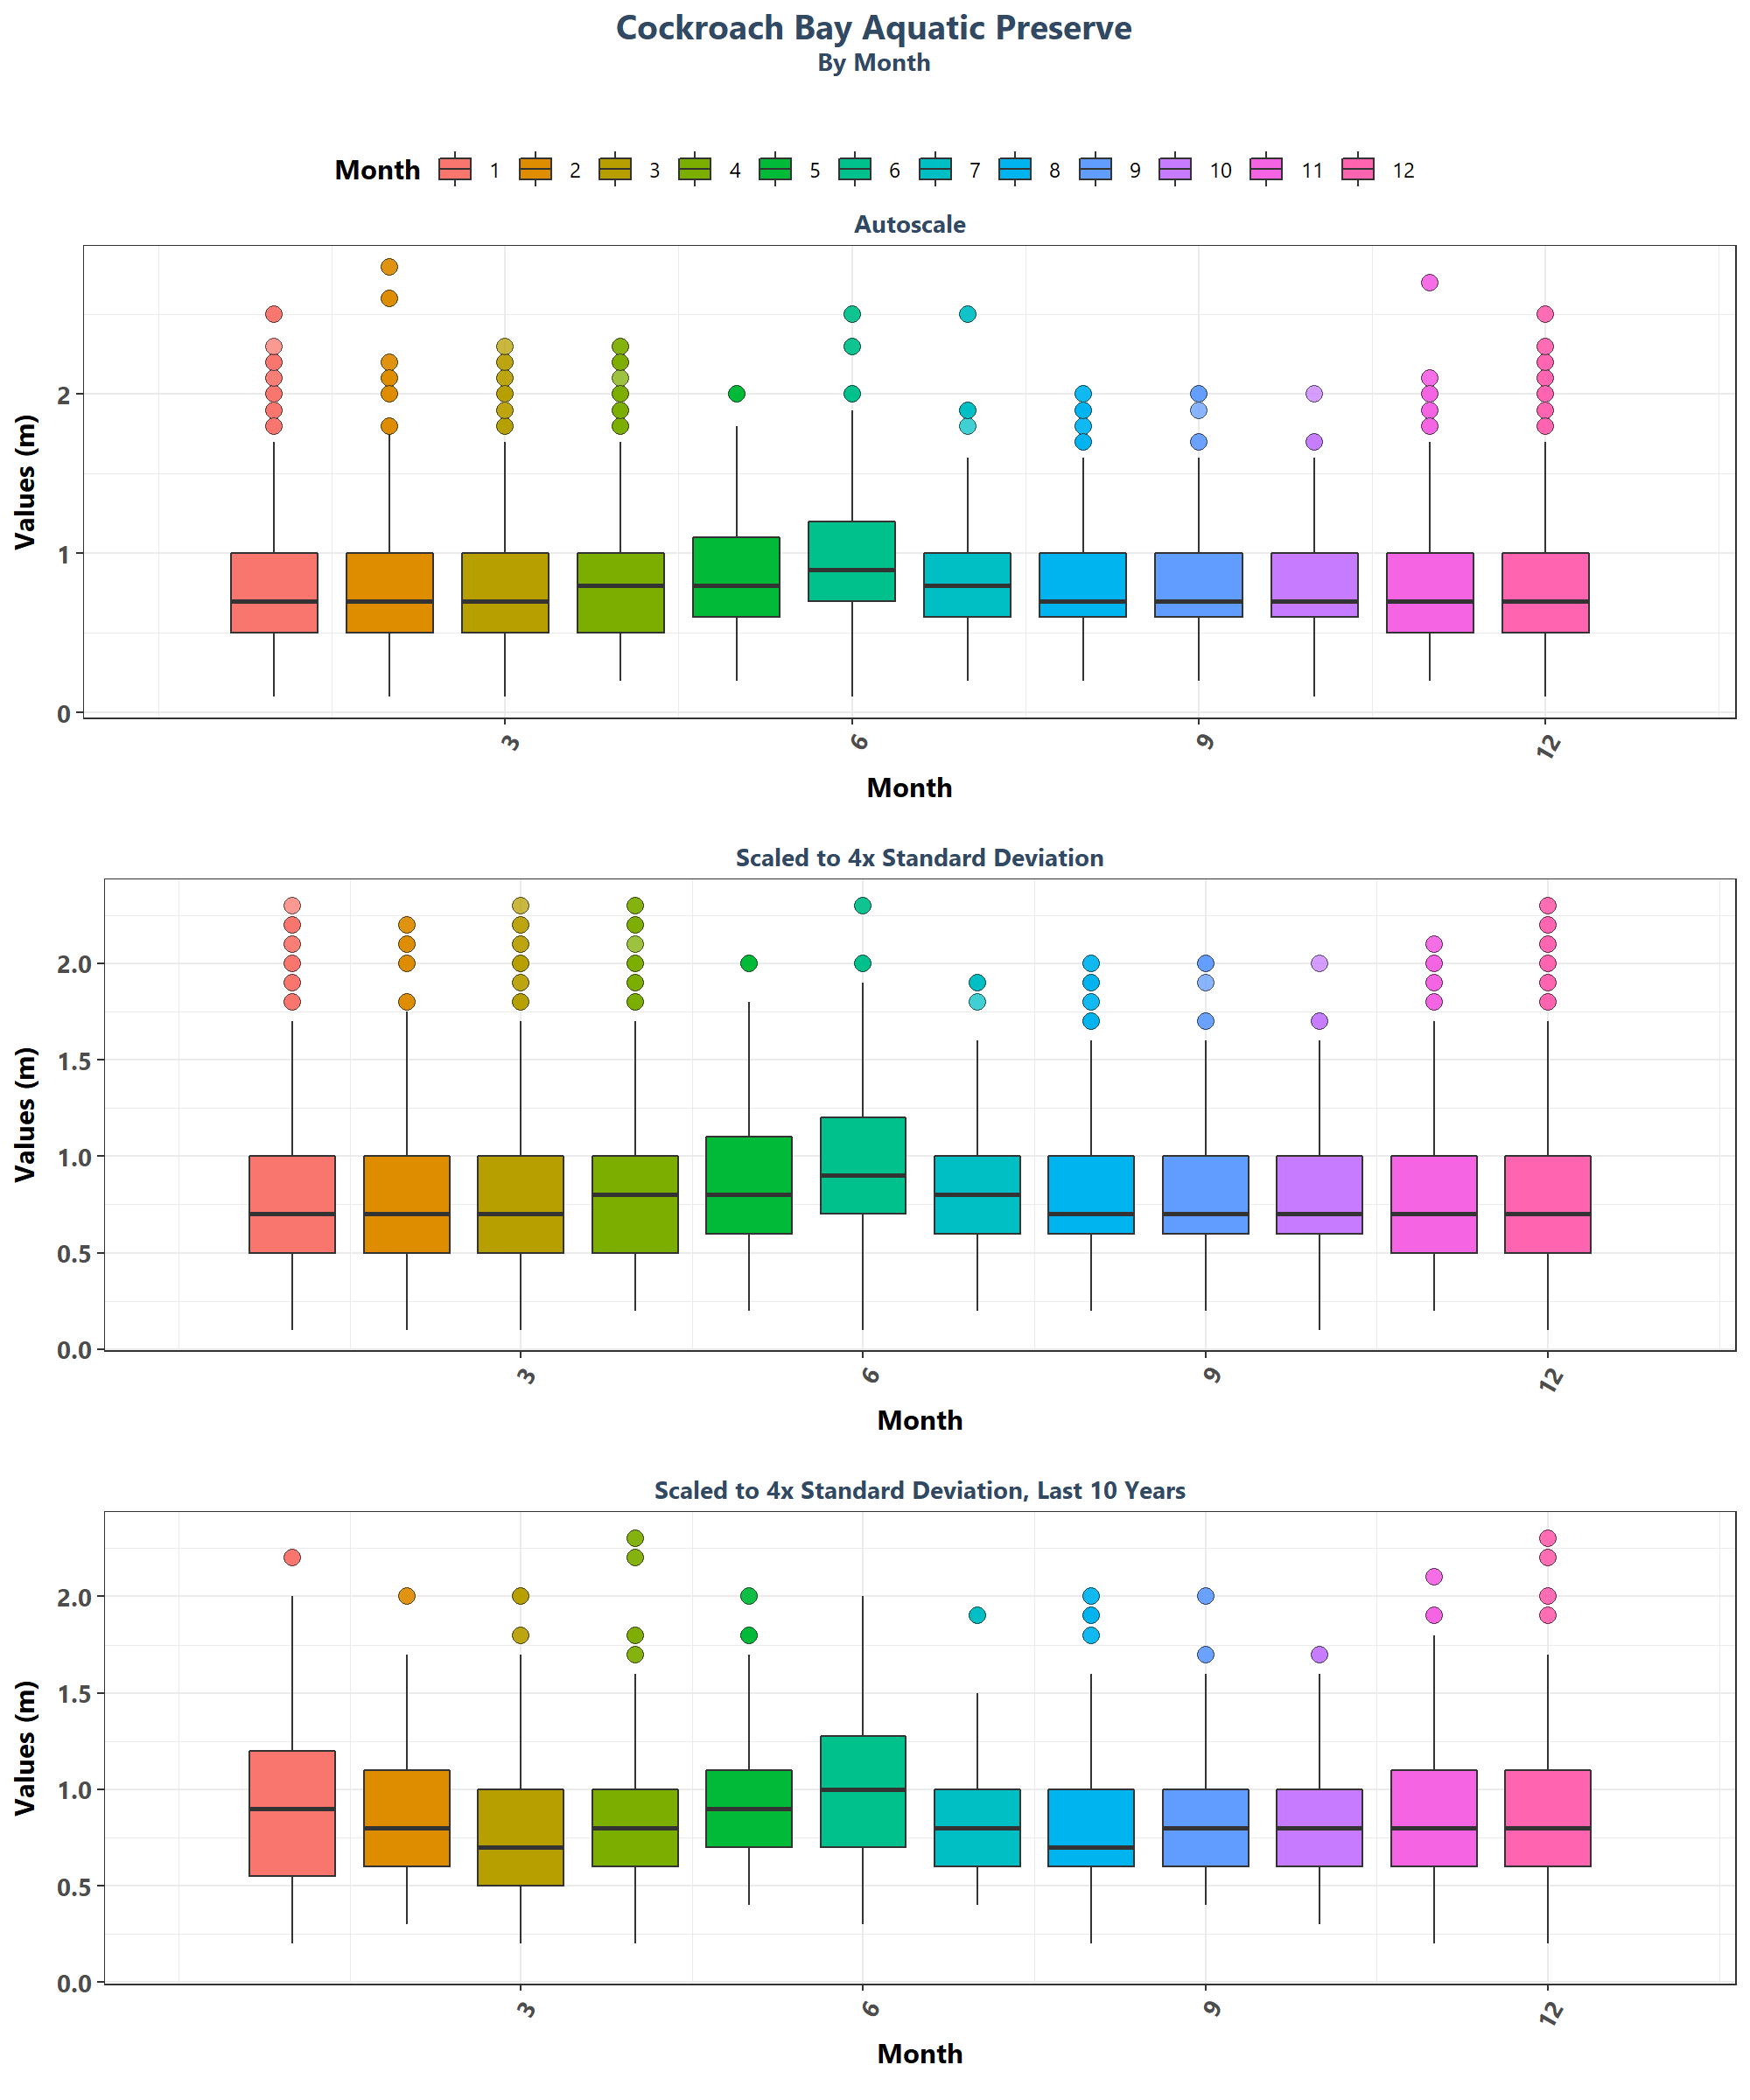 Cockroach Bay Aquatic Preserve
By Month
Month 1 2 3 4 5 6 7 8 9 10 11 12
Autoscale
Values (m)
2
1
0
3 6 9 12
Month
Scaled to 4x Standard Deviation
Values (m)
2.0
1.5
1.0
0.5
0.0
3 6 9 12
Month
Scaled to 4x Standard Deviation, Last 10 Years
Values (m)
2.0
1.5
1.0
0.5
0.0
3 6 9 12
Month